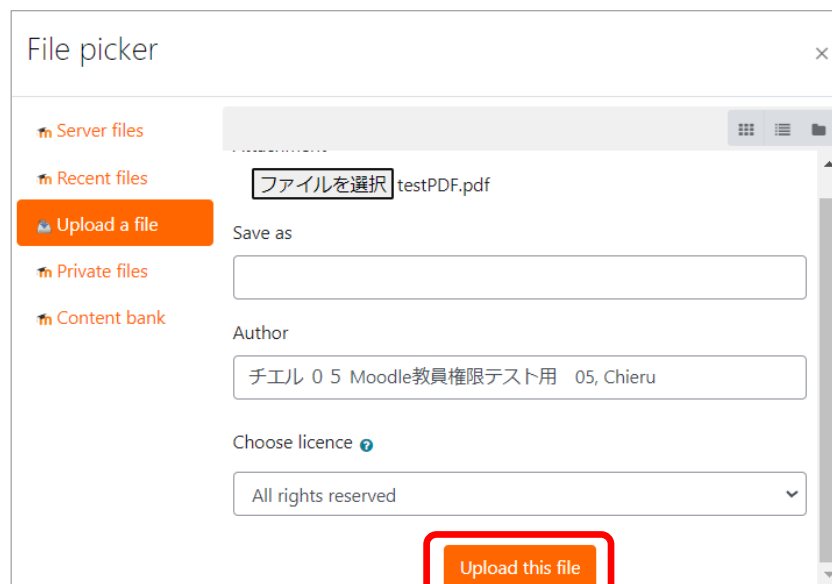 File picker
×
Server files
Recent files
Upload a file
Private files
Content bank
ファイルを選択 testPDF.pdf
Save as
Author
チエル ０５ Moodle教員権限テスト用　05, Chieru
Choose licence
All rights reserved
Upload this file